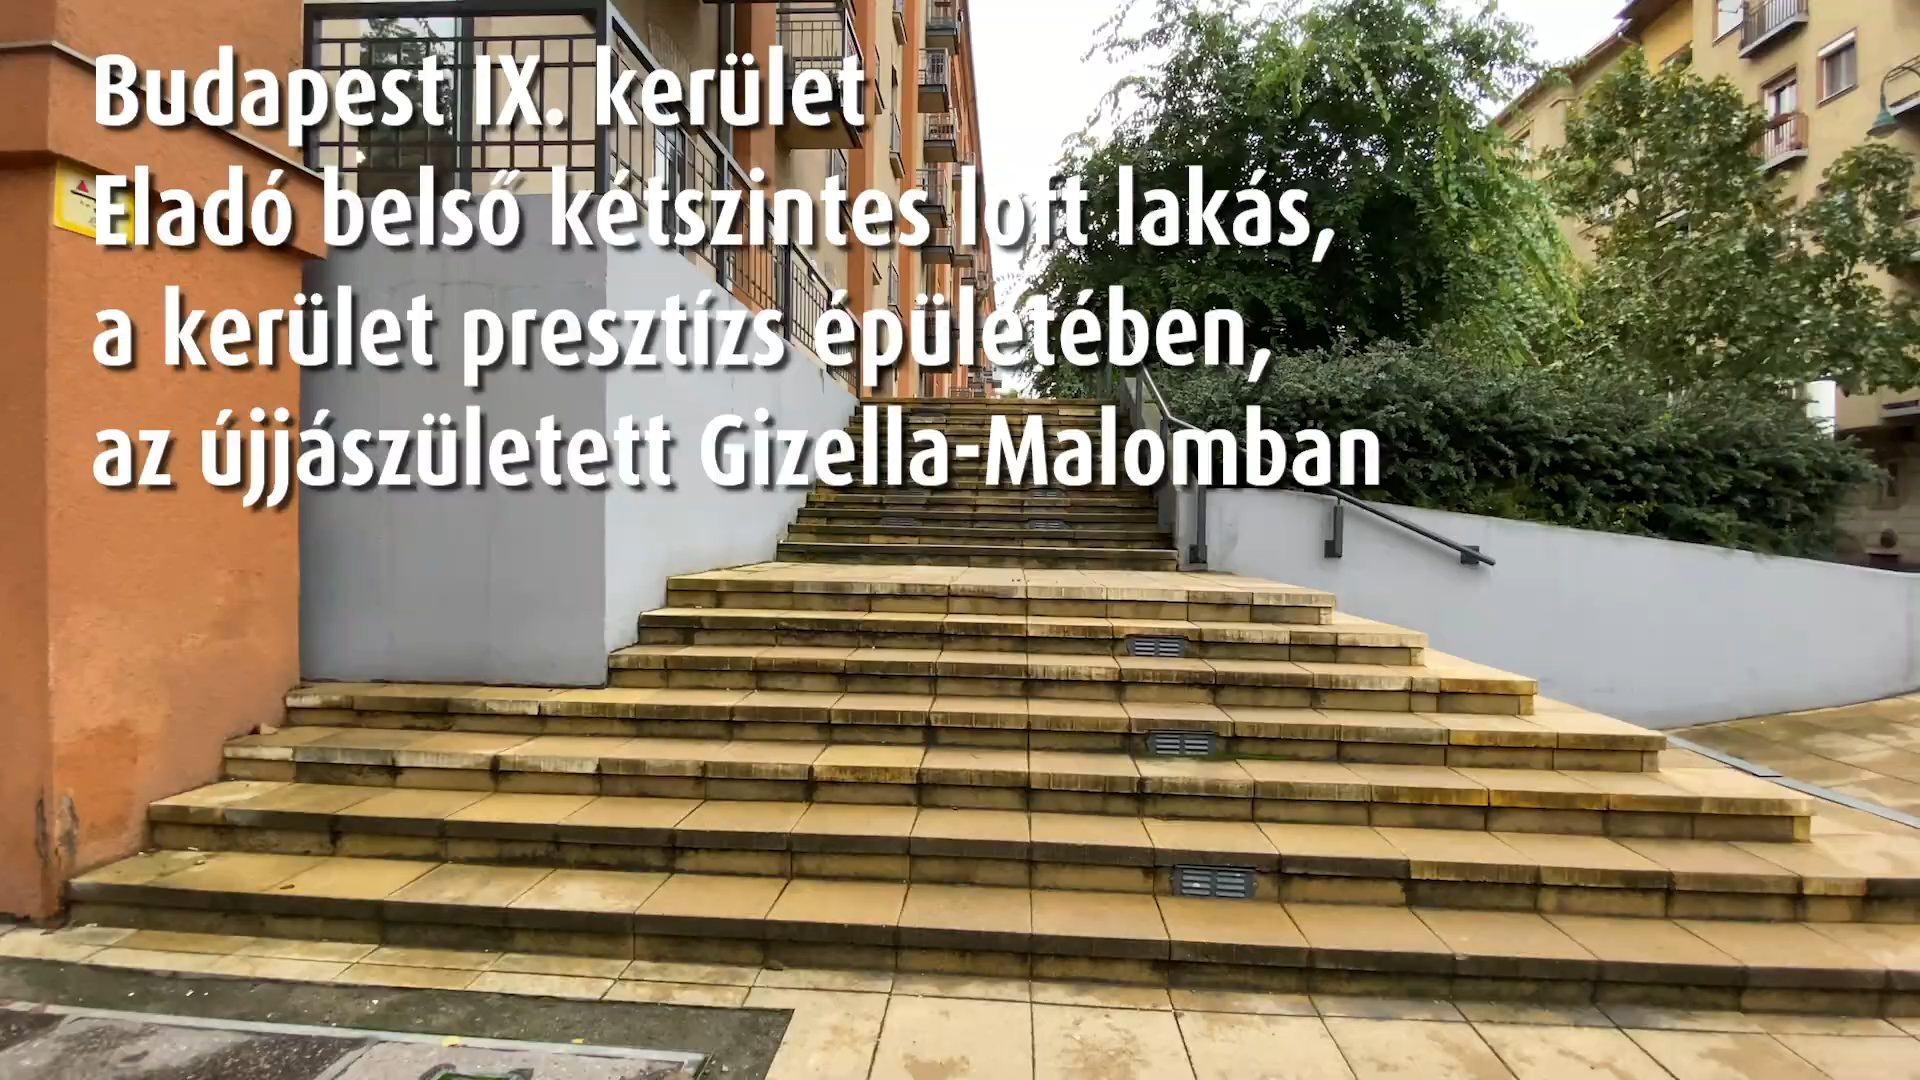 Budapest IX. kerület
Eladó belső kétszintes loft lakás,
a kerület presztízs épületében,
az újjászületett Gizella-Malomban